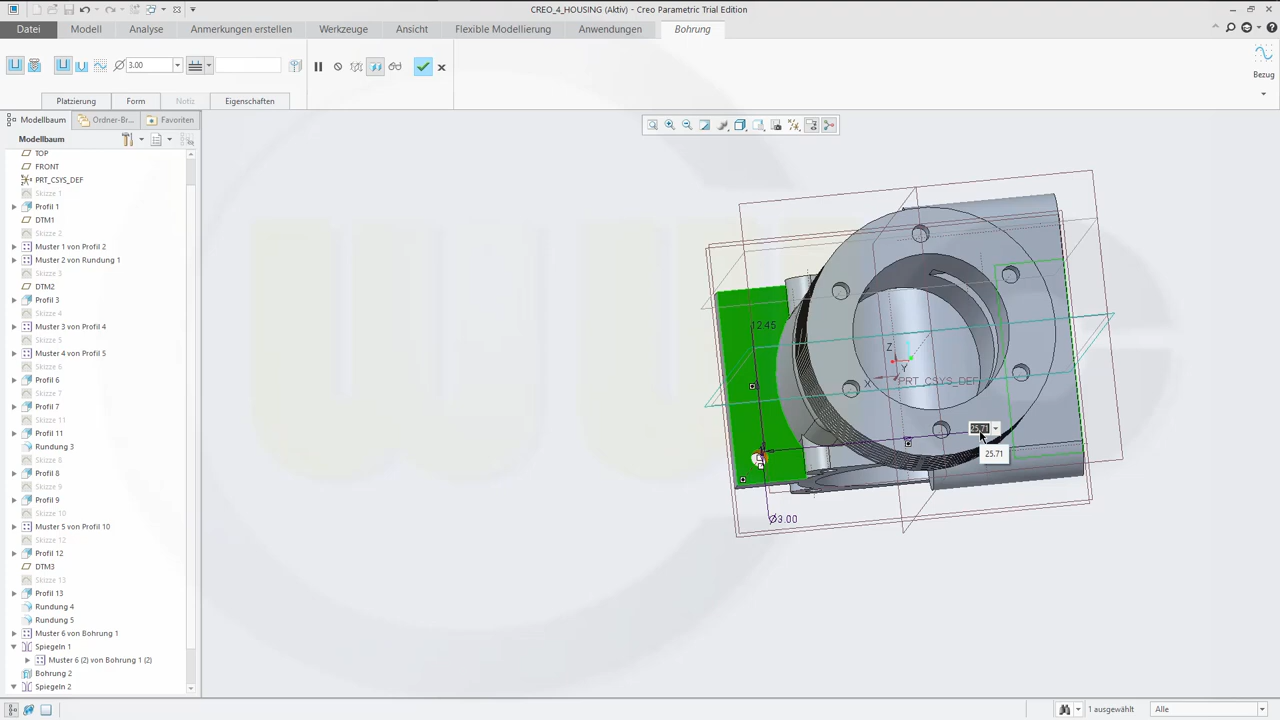 CREO_4_HOUSING (Aktiv) - Creo Parametric Trial Edition
Datei Modell Analyse Anmerkungen erstellen Werkzeuge Ansicht Flexible Modellierung Anwendungen Bohrung
3.00
Bezug
Platzierung Form Notiz Eigenschaften
Modellbaum Ordner-Br... Favoriten
Modellbaum
TOP
FRONT
PRT_CSYS_DEF
Skizze 1
Profil 1
DTM1
Skizze 2
Muster 1 von Profil 2
Muster 2 von Rundung 1
Skizze 3
DTM2
Profil 3
Skizze 4
Muster 3 von Profil 4
Skizze 5
Muster 4 von Profil 5
Skizze 6
Profil 6
Profil 7
Skizze 11
Profil 11
Rundung 3
Skizze 8
Profil 8
Skizze 9
Profil 9
Skizze 10
Muster 5 von Profil 10
Skizze 12
Profil 12
DTM3
Skizze 13
Profil 13
Rundung 4
Rundung 5
Muster 6 von Bohrung 1
Spiegeln 1
Muster 6 (2) von Bohrung 1 (2)
Bohrung 2
Spiegeln 2
12.45
Z
X
Y
PRT_CSYS_DEF
25.71
25.71
Ø3.00
1 ausgewählt Alle